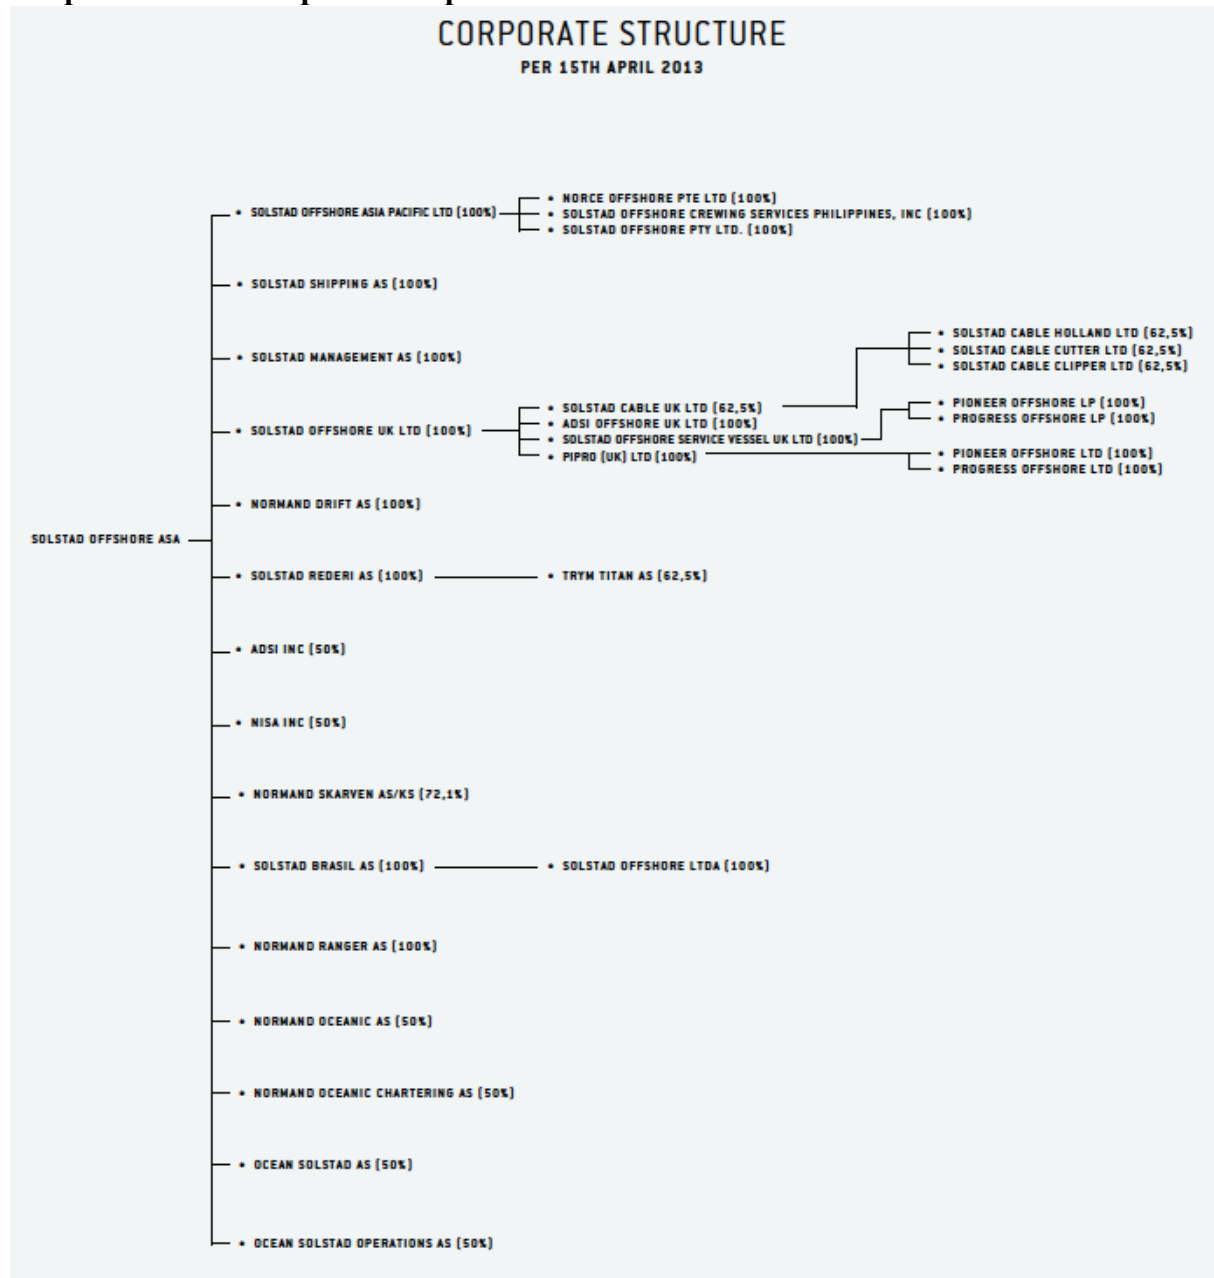 CORPORATE STRUCTURE
PER 15TH APRIL 2013
• SOLSTAD OFFSHORE ASIA PACIFIC LTD (100%)
• NORCE OFFSHORE PTE LTD (100%)
• SOLSTAD OFFSHORE CREWING SERVICES PHILIPPINES, INC (100%)
• SOLSTAD OFFSHORE PTY LTD. (100%)
• SOLSTAD SHIPPING AS (100%)
• SOLSTAD MANAGEMENT AS (100%)
• SOLSTAD OFFSHORE UK LTD (100%)
• SOLSTAD CABLE UK LTD (62,5%)
• ADSI OFFSHORE UK LTD (100%)
• SOLSTAD OFFSHORE SERVICE VESSEL UK LTD (100%)
• PIPRO (UK) LTD (100%)
• SOLSTAD CABLE HOLLAND LTD (62,5%)
• SOLSTAD CABLE CUTTER LTD (62,5%)
• SOLSTAD CABLE CLIPPER LTD (62,5%)
• PIONEER OFFSHORE LP (100%)
• PROGRESS OFFSHORE LP (100%)
• PIONEER OFFSHORE LTD (100%)
• PROGRESS OFFSHORE LTD (100%)
• NORMAND DRIFT AS (100%)
SOLSTAD OFFSHORE ASA
• SOLSTAD REDERI AS (100%)
• TRYM TITAN AS (62,5%)
• ADSI INC (50%)
• NISA INC (50%)
• NORMAND SKARVEN AS/KS (72,1%)
• SOLSTAD BRASIL AS (100%)
• SOLSTAD OFFSHORE LTDA (100%)
• NORMAND RANGER AS (100%)
• NORMAND OCEANIC AS (50%)
• NORMAND OCEANIC CHARTERING AS (50%)
• OCEAN SOLSTAD AS (50%)
• OCEAN SOLSTAD OPERATIONS AS (50%)